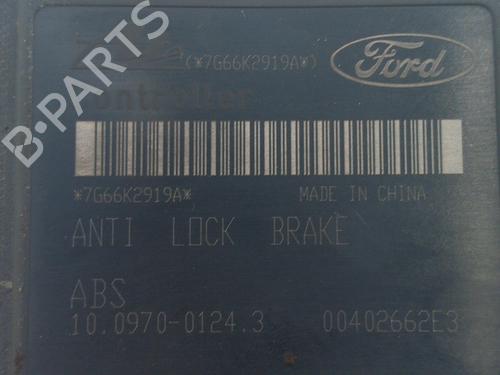 (*7G66K2919A*)
Ford
Controller
*7G66K2919A*
MADE IN CHINA
ANTI LOCK BRAKE
ABS
10.0970-0124.3
00402662E3
B-PARTS